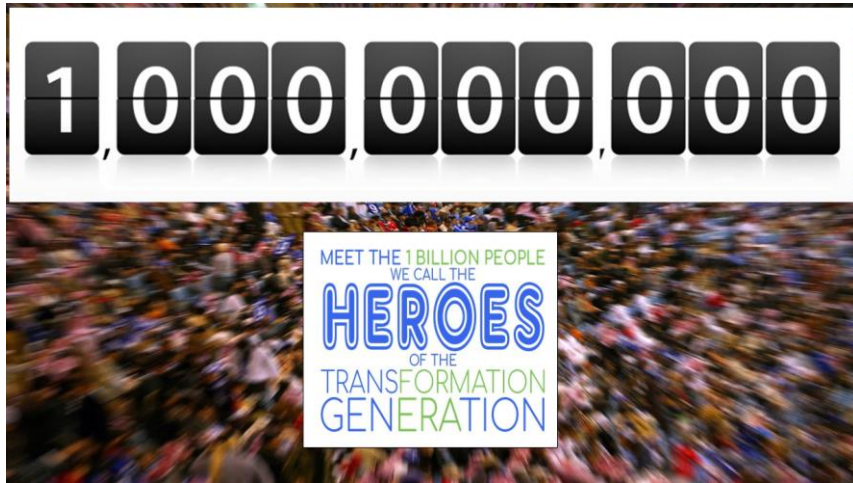 1,000,000,000
MEET THE 1 BILLION PEOPLE
WE CALL THE
HEROES
OF THE
TRANSFORMATION
GENERATION